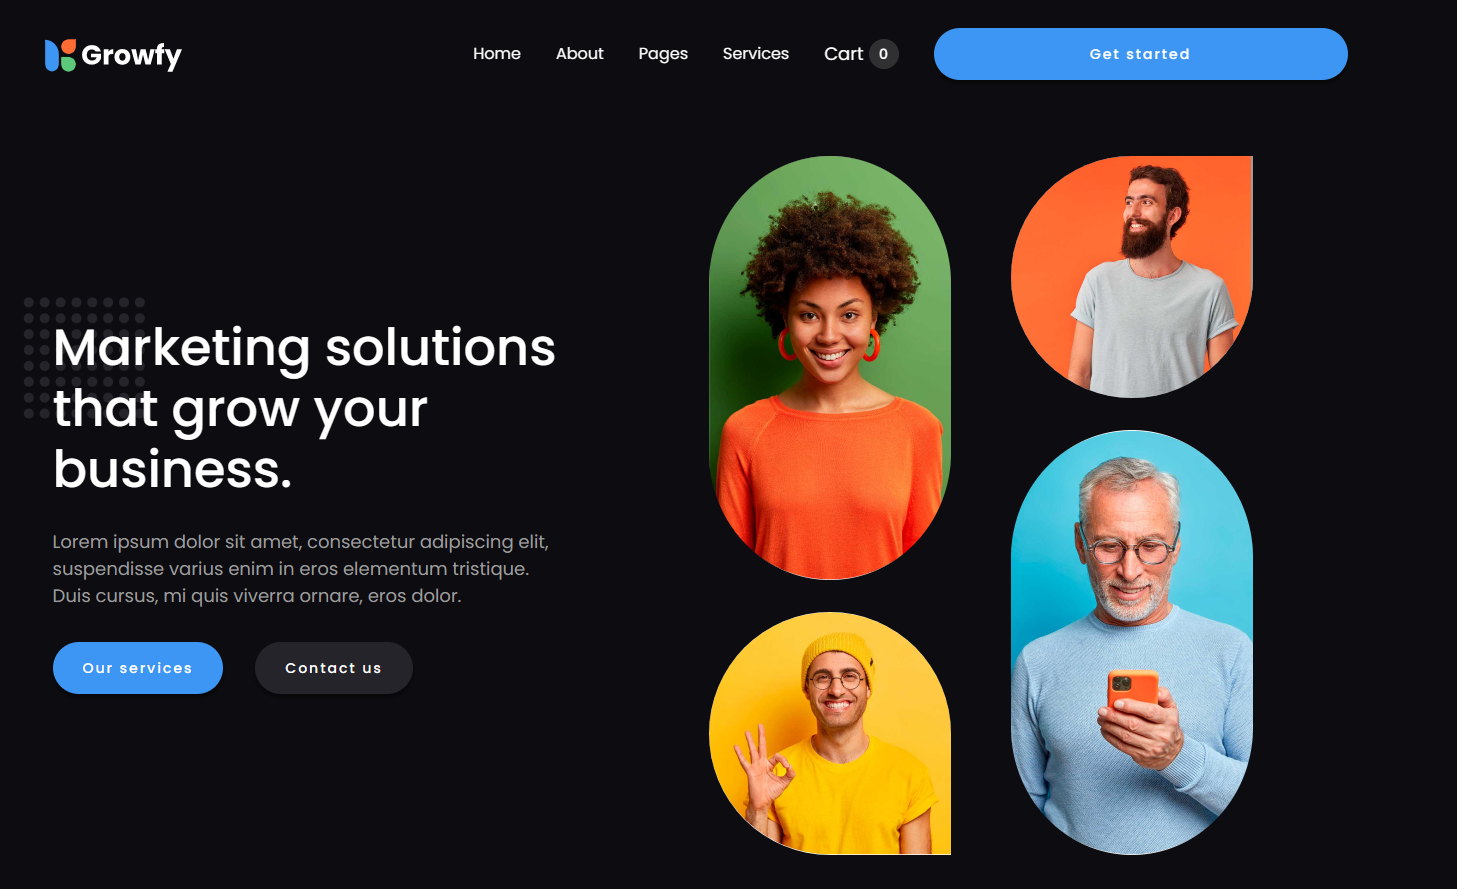 Growfy
Home
About
Pages
Services
Cart 0
Get started
Marketing solutions
that grow your
business.
Lorem ipsum dolor sit amet, consectetur adipiscing elit,
suspendisse varius enim in eros elementum tristique.
Duis cursus, mi quis viverra ornare, eros dolor.
Our services
Contact us